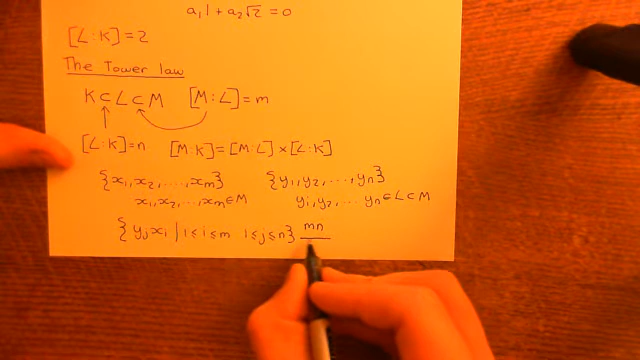 a₁1 + a₂√2 = 0
[L:K] = 2
The Tower law
K ⊂ L ⊂ M [M:L] = m
[L:K] = n [M:K] = [M:L] × [L:K]
{x₁, x₂, ..., xₘ} {y₁, y₂, ..., yₙ}
x₁, x₂, ..., xₘ ∈ M y₁, y₂, ... yₙ ∈ L ⊂ M
{yⱼxᵢ | 1 ≤ i ≤ m 1 ≤ j ≤ n} mn